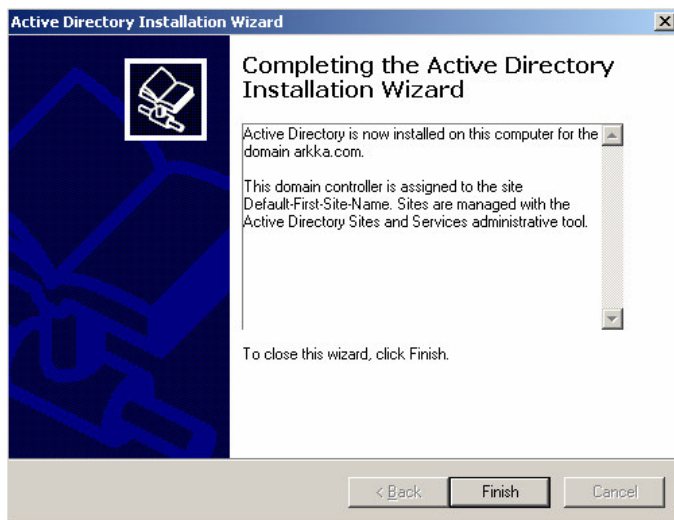 Active Directory Installation Wizard
Completing the Active Directory
Installation Wizard
Active Directory is now installed on this computer for the
domain arkka.com.
This domain controller is assigned to the site
Default-First-Site-Name. Sites are managed with the
Active Directory Sites and Services administrative tool.
To close this wizard, click Finish.
< Back Finish Cancel